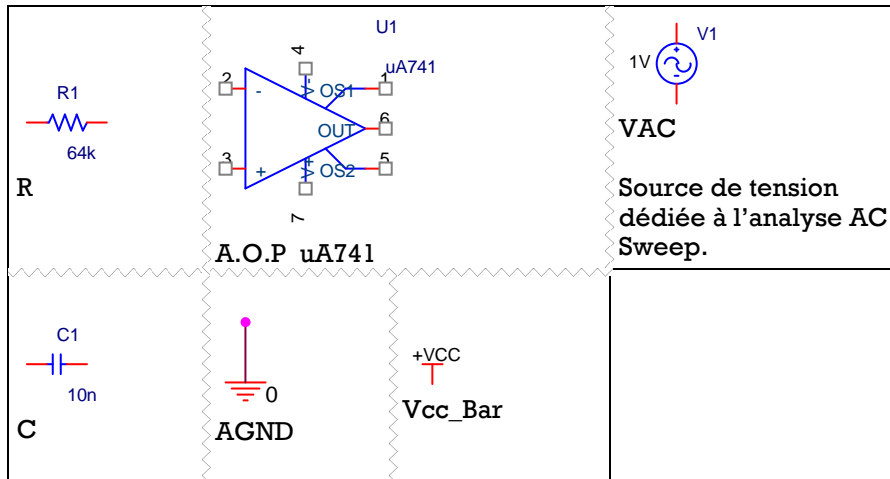 R1
64k
R
U1
uA741
4
2
V-
OS1
1
-
OUT
6
3
+
V+
OS2
5
7
A.O.P uA741
V1
1V
VAC
Source de tension
dédiée à l'analyse AC
Sweep.
C1
10n
C
0
AGND
+VCC
Vcc_Bar